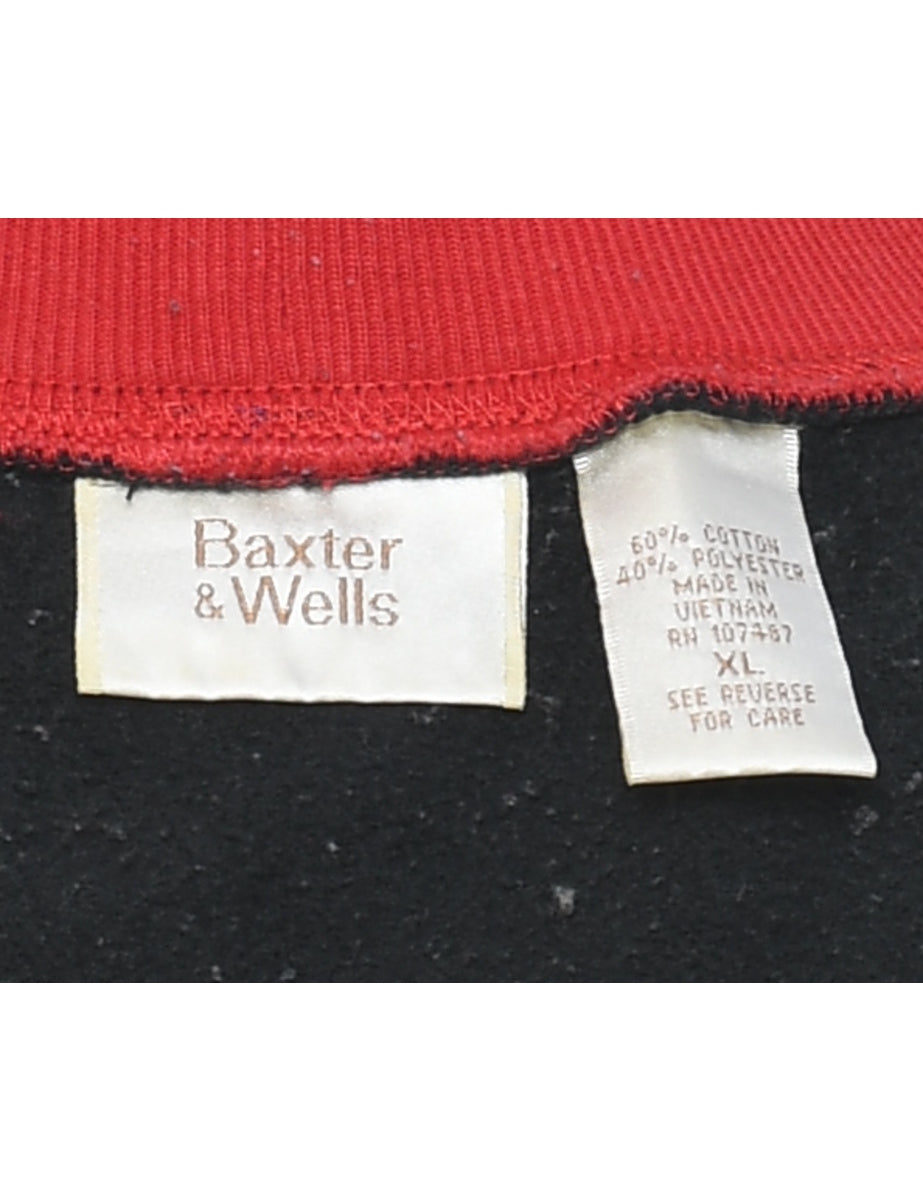 Baxter
& Wells
60% COTTON
40% POLYESTER
MADE IN
VIETNAM
RN 107487
XL
SEE REVERSE
FOR CARE